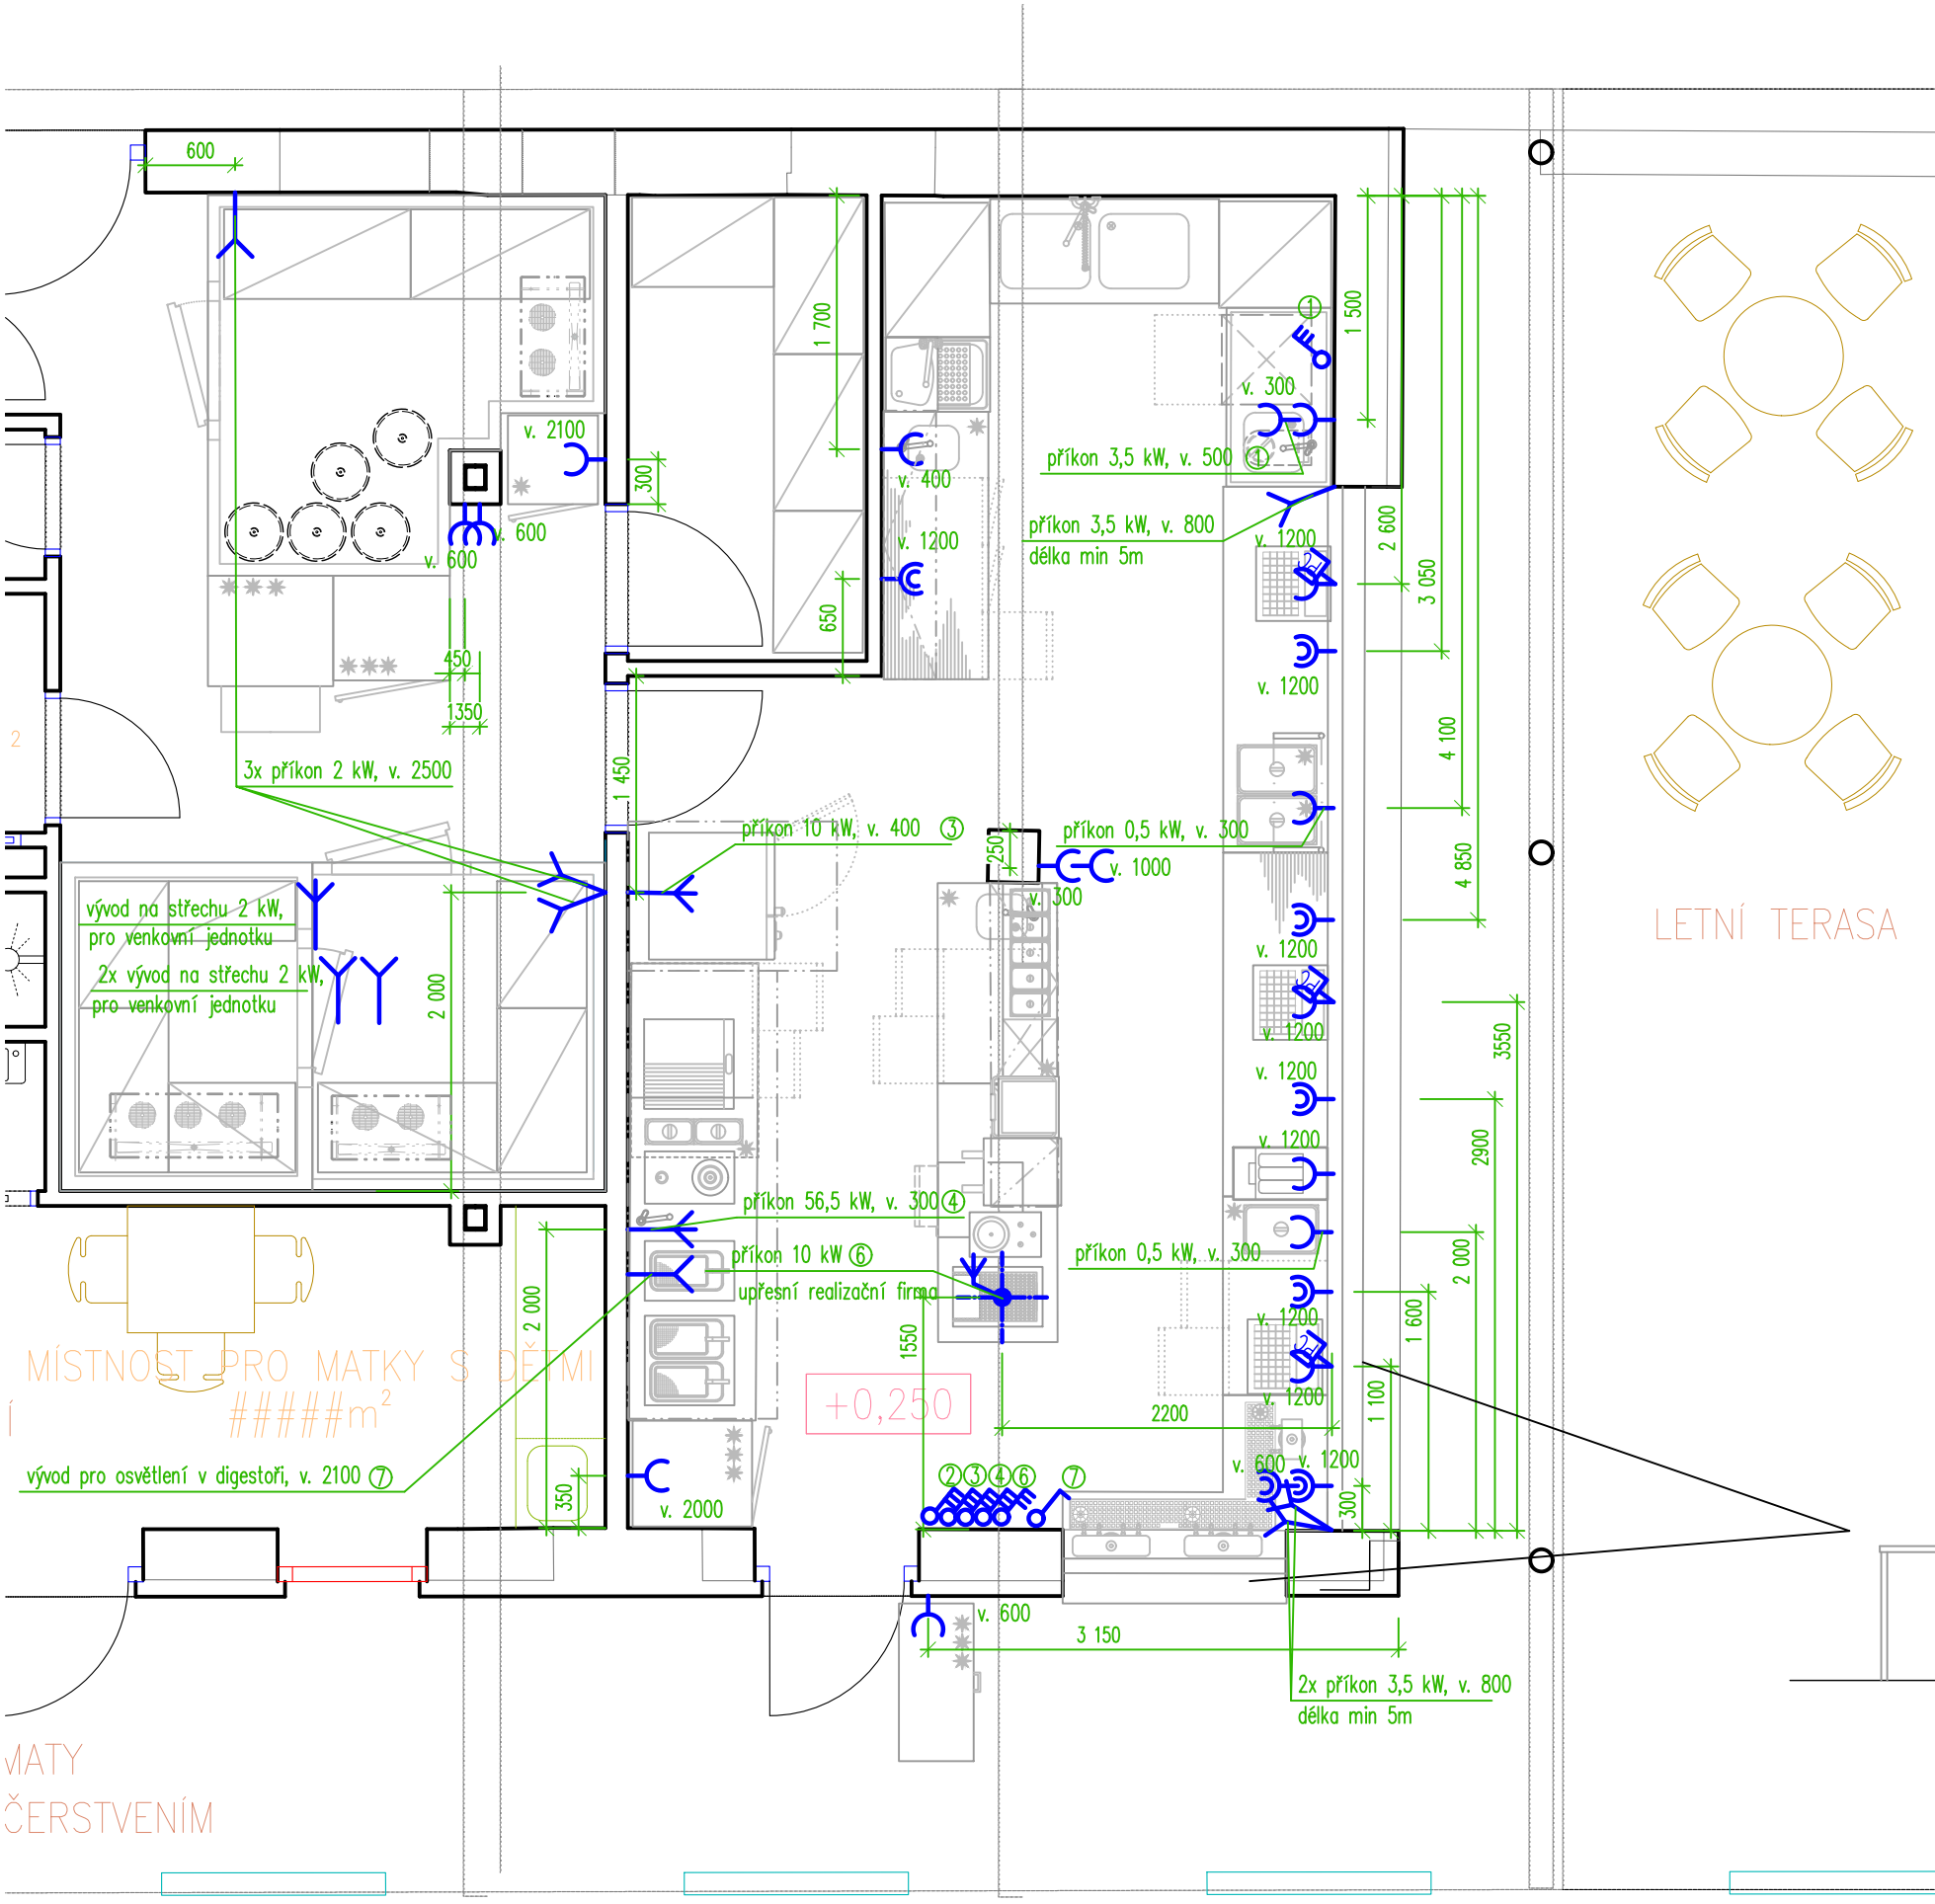 600
1 700
1 500
①
v. 300
v. 2100
300
příkon 3,5 kW, v. 500 ①
v. 400
příkon 3,5 kW, v. 800
délka min 5m
v. 1200
2 600
v. 600
v. 600
v. 1200
3 050
650
450
v. 1200
1350
2
4 100
3x příkon 2 kW, v. 2500
1 450
příkon 10 kW, v. 400 ③
250
příkon 0,5 kW, v. 300
v. 1000
4 850
v. 300
vývod na střechu 2 kW,
pro venkovní jednotku
LETNÍ TERASA
v. 1200
2x vývod na střechu 2 kW,
pro venkovní jednotku
2 000
v. 1200
3550
v. 1200
2900
v. 1200
příkon 56,5 kW, v. 300 ④
příkon 10 kW ⑥
příkon 0,5 kW, v. 300
2 000
upřesní realizační firma
2 000
v. 1200
1 600
1550
MÍSTNOST PRO MATKY S DĚTMI
#####m²
Í
+0,250
v. 1200
1 100
2200
vývod pro osvětlení v digestoři, v. 2100 ⑦
②③④⑥ ⑦
v. 600
v. 1200
350
v. 2000
300
v. 600
3 150
2x příkon 3,5 kW, v. 800
délka min 5m
MATY
ČERSTVENÍM